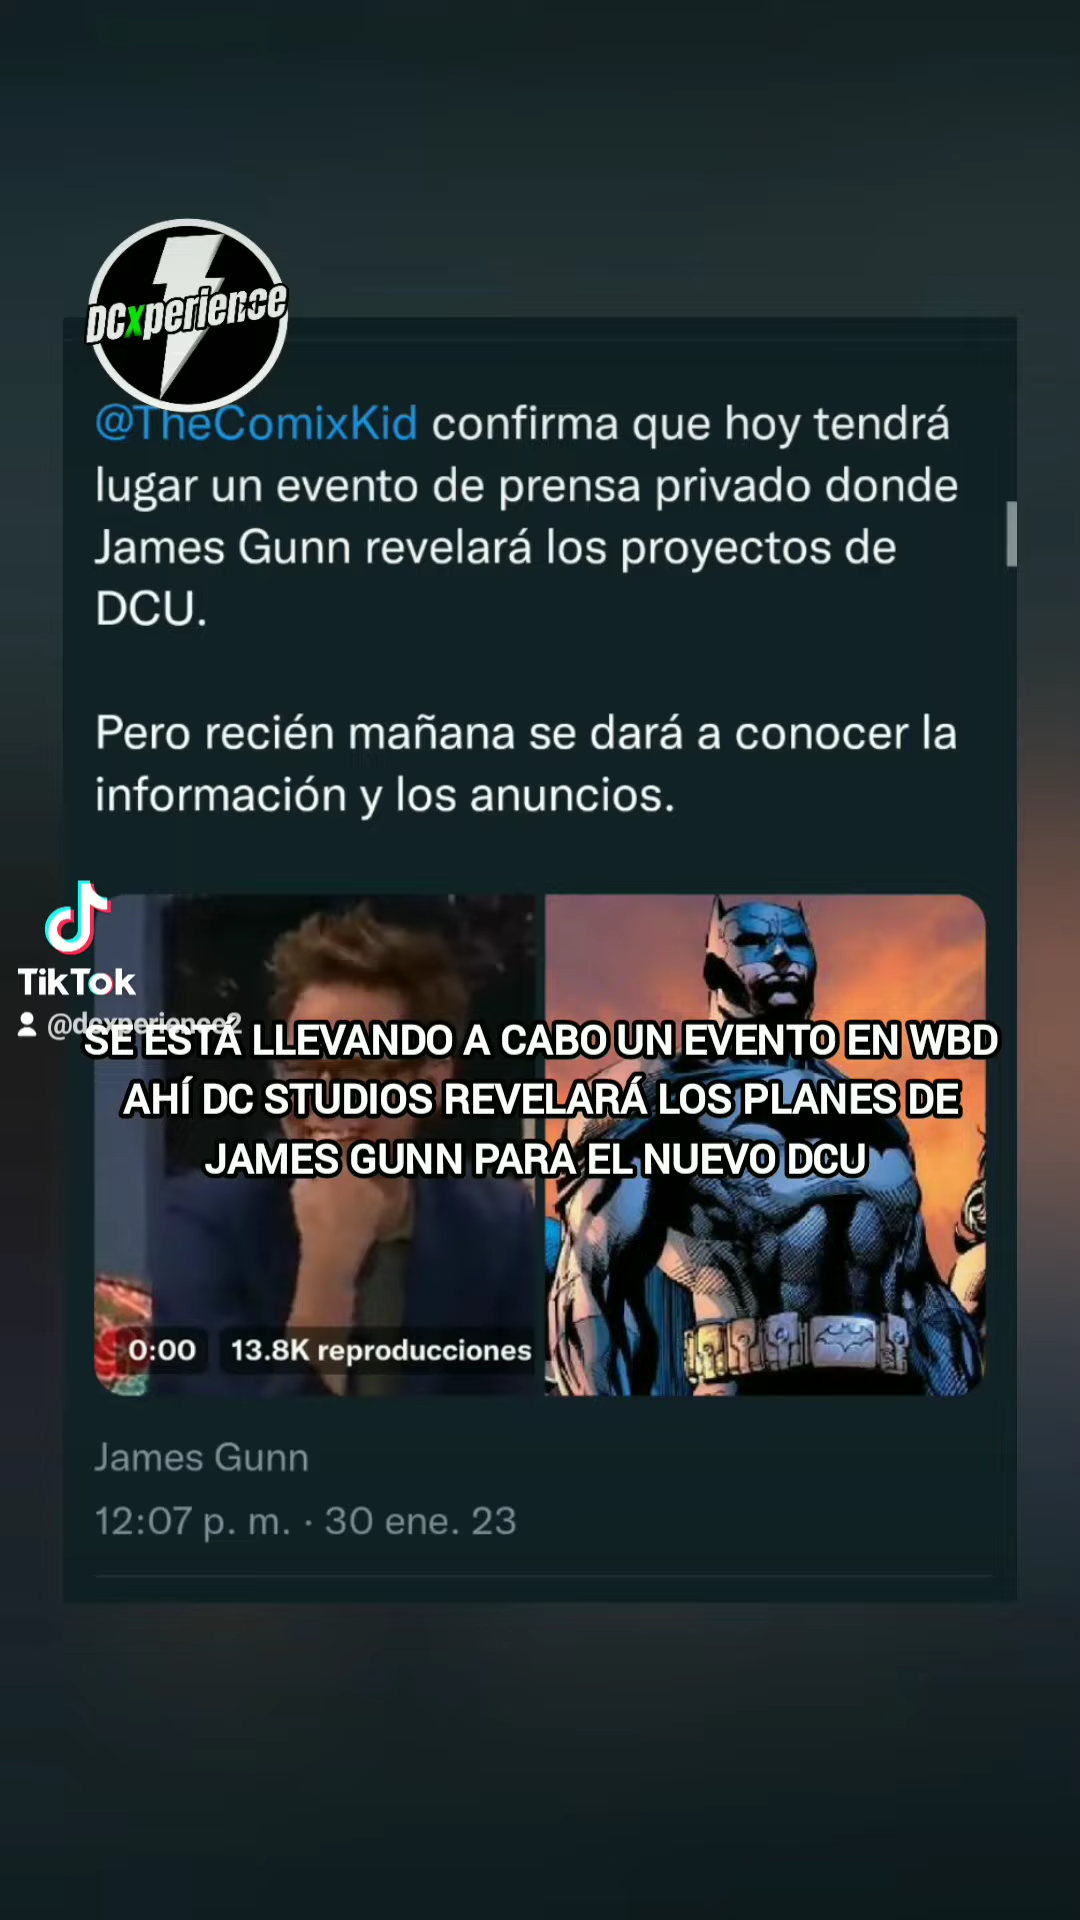 DCxperience
@TheComixKid confirma que hoy tendrá
lugar un evento de prensa privado donde
James Gunn revelará los proyectos de
DCU.
Pero recién mañana se dará a conocer la
información y los anuncios.
TikTok
@dcxperience2
SE ESTÁ LLEVANDO A CABO UN EVENTO EN WBD
AHÍ DC STUDIOS REVELARÁ LOS PLANES DE
JAMES GUNN PARA EL NUEVO DCU
0:00
13.8K reproducciones
James Gunn
12:07 p. m. · 30 ene. 23